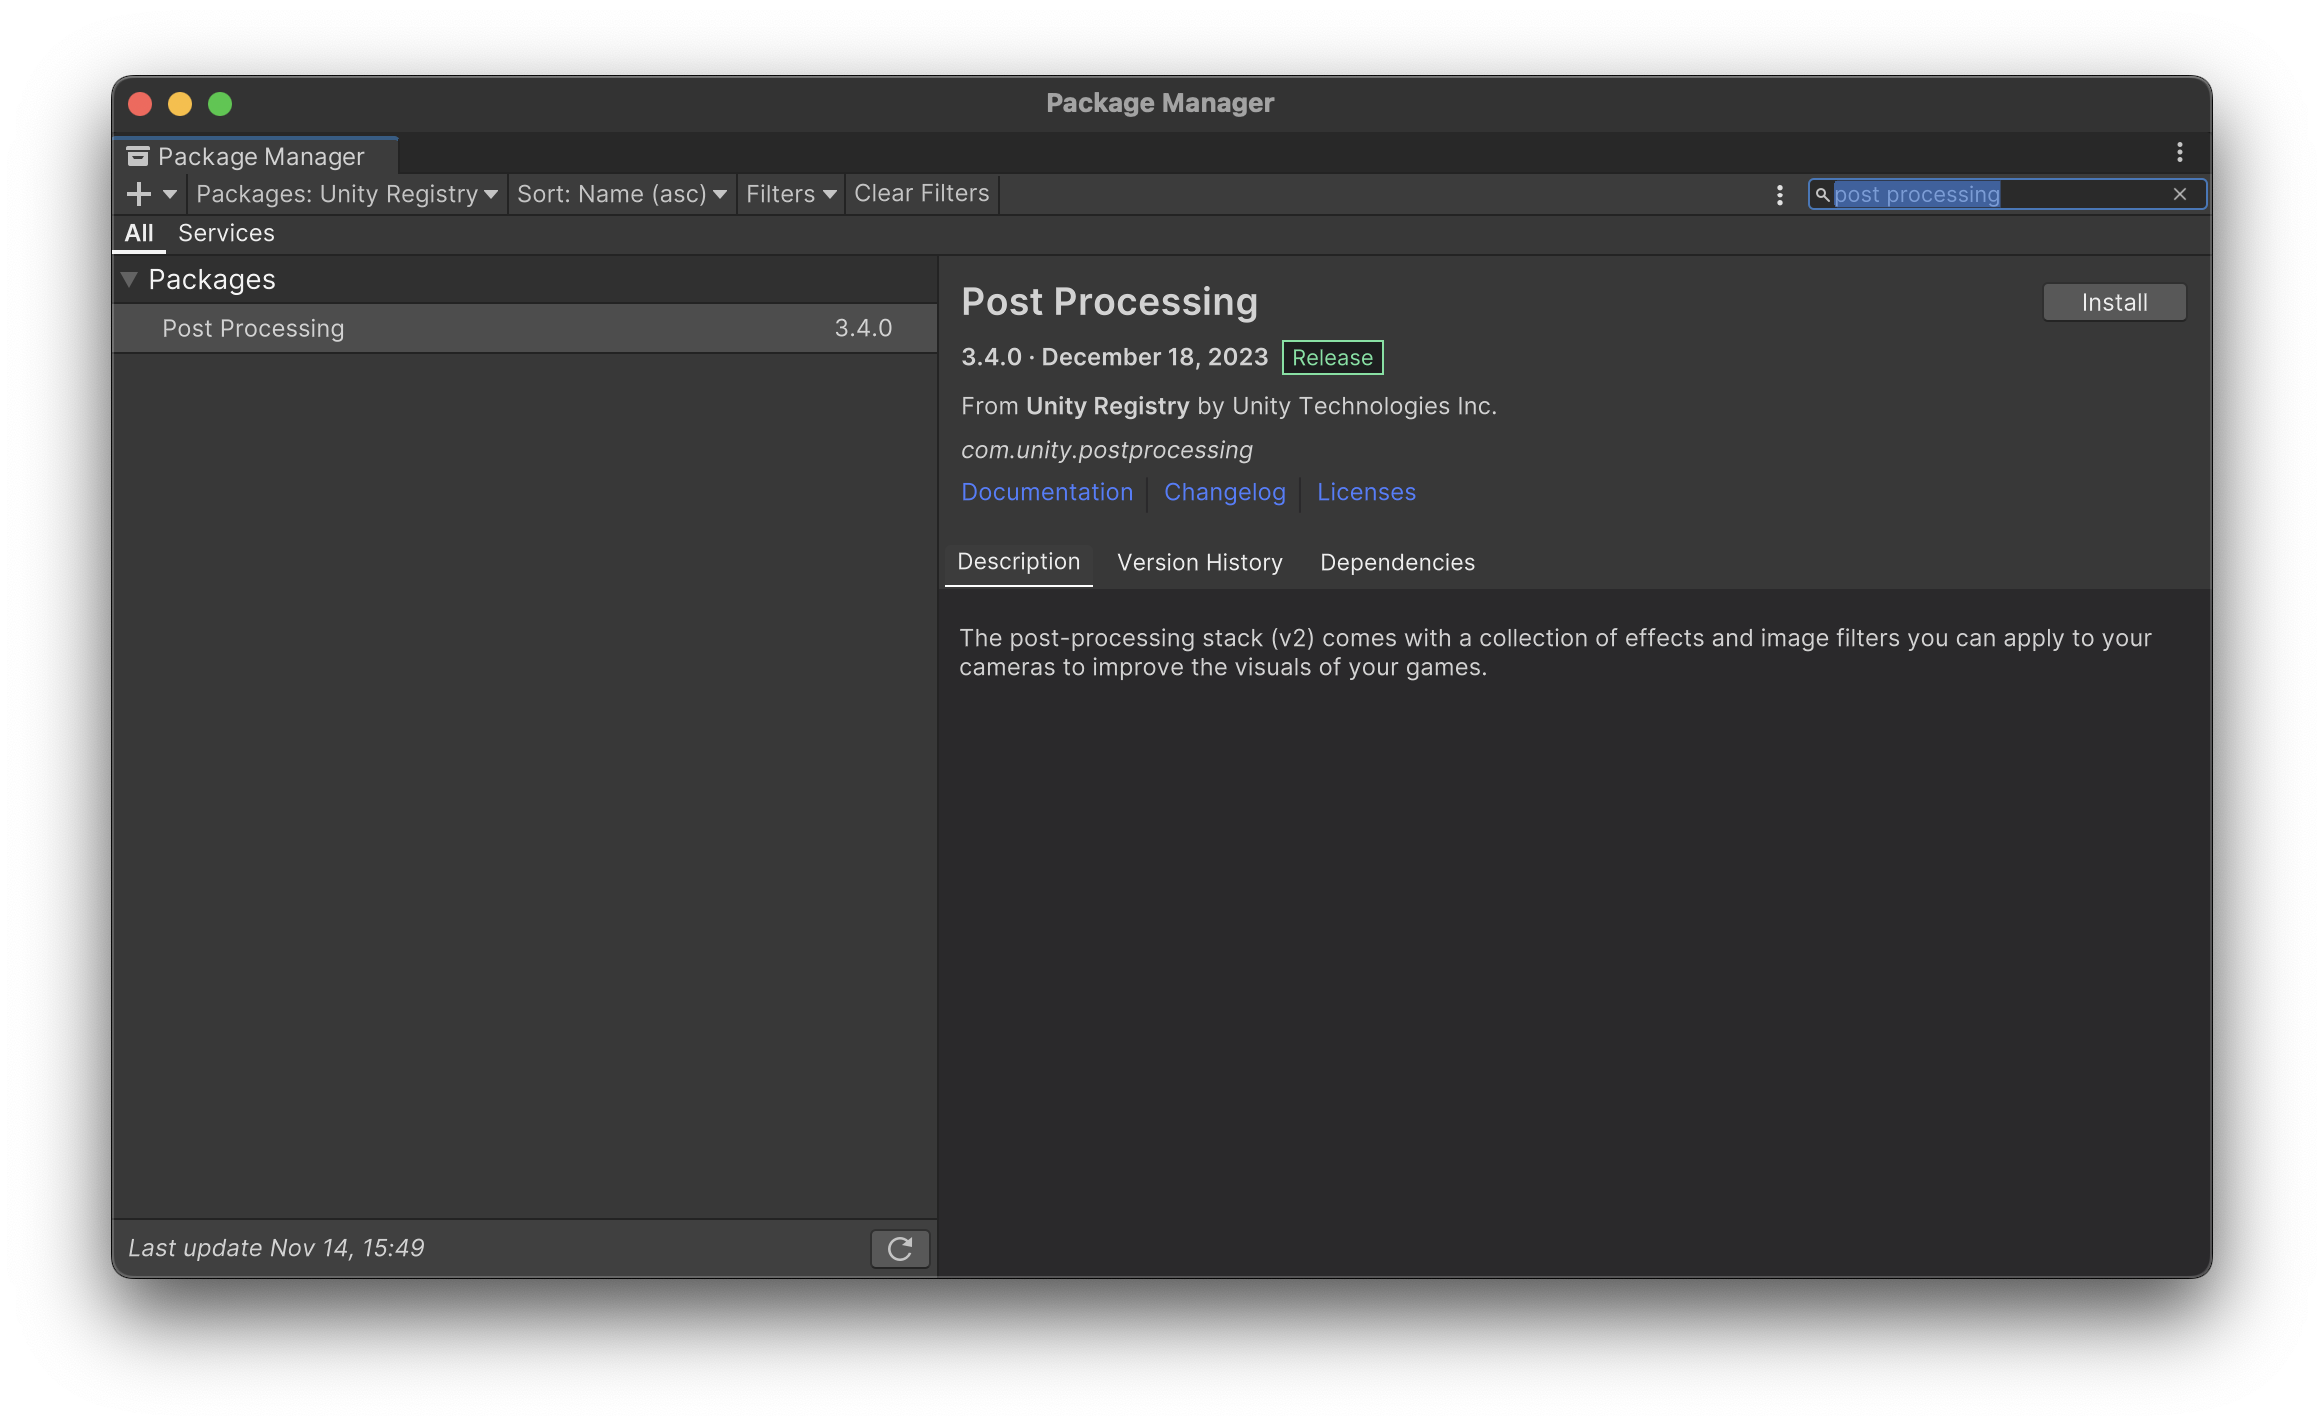 Package Manager
Package Manager
Packages: Unity Registry Sort: Name (asc) Filters Clear Filters post processing
All Services
Packages
Post Processing 3.4.0
Last update Nov 14, 15:49
Post Processing Install
3.4.0 · December 18, 2023 Release
From Unity Registry by Unity Technologies Inc.
com.unity.postprocessing
Documentation Changelog Licenses
Description Version History Dependencies
The post-processing stack (v2) comes with a collection of effects and image filters you can apply to your
cameras to improve the visuals of your games.